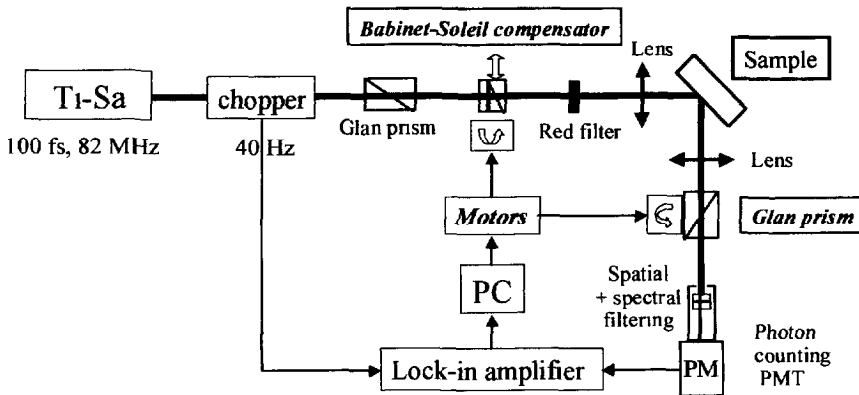 Babinet-Soleil compensator
Lens
Sample
Ti-Sa
chopper
Glan prism
Red filter
100 fs, 82 MHz
40 Hz
Lens
Motors
Glan prism
PC
Spatial
+ spectral
filtering
Photon
counting
PMT
Lock-in amplifier
PM